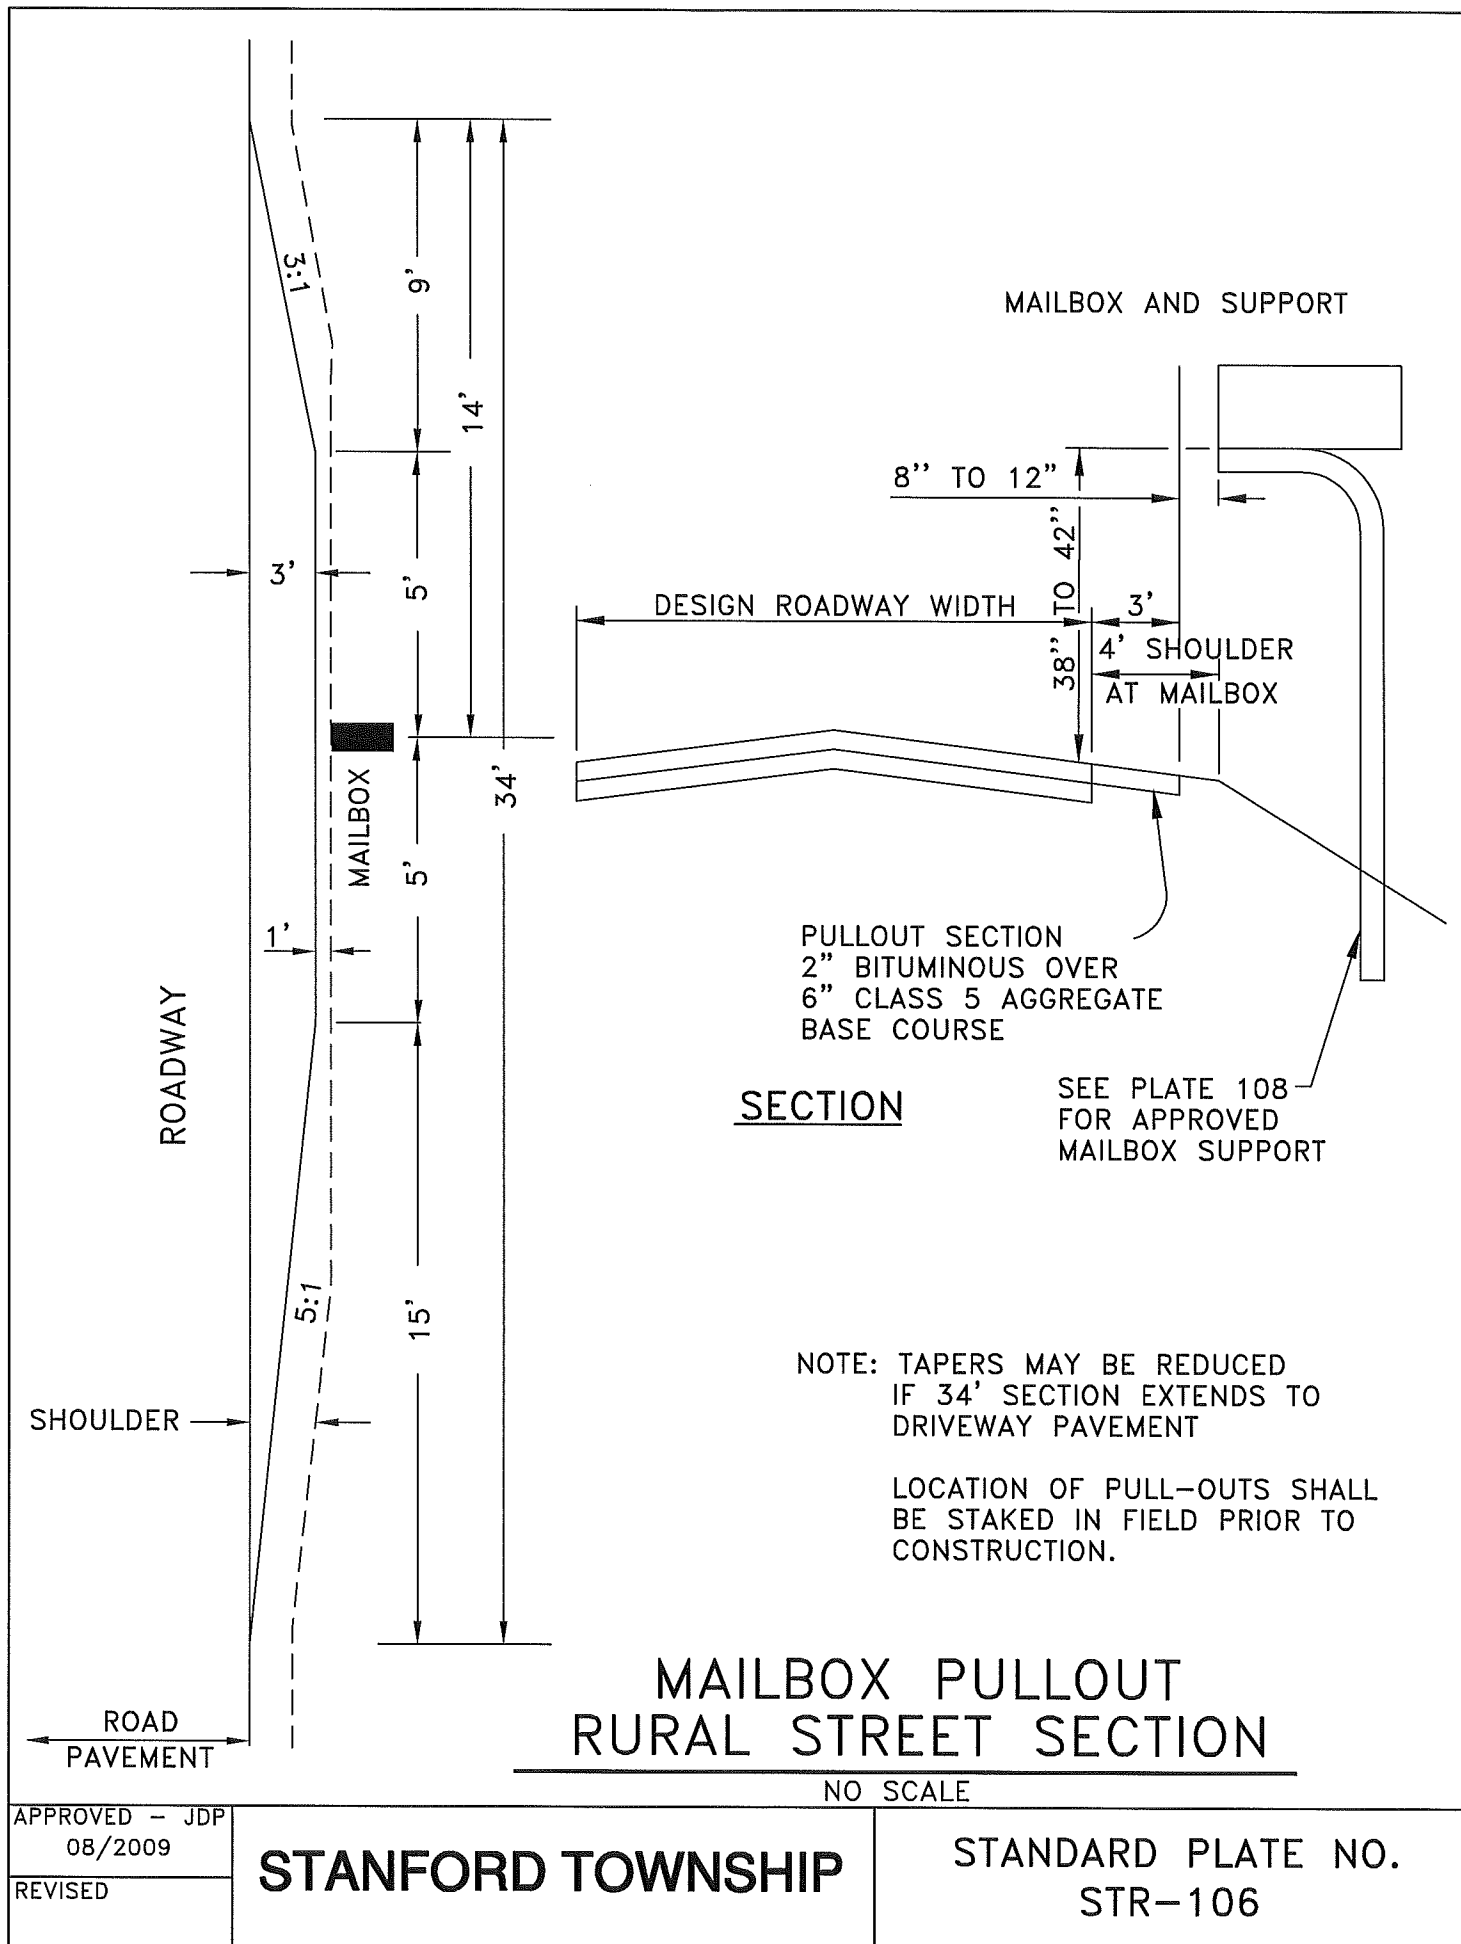 3:1
9'
14'
5'
3'
34'
MAILBOX
5'
1'
ROADWAY
5:1
15'
SHOULDER
ROAD
PAVEMENT
MAILBOX AND SUPPORT
8'' TO 12”
38'' TO 42”
DESIGN ROADWAY WIDTH
3'
4' SHOULDER
AT MAILBOX
PULLOUT SECTION
2” BITUMINOUS OVER
6” CLASS 5 AGGREGATE
BASE COURSE
SECTION
SEE PLATE 108
FOR APPROVED
MAILBOX SUPPORT
NOTE: TAPERS MAY BE REDUCED
IF 34' SECTION EXTENDS TO
DRIVEWAY PAVEMENT
LOCATION OF PULL-OUTS SHALL
BE STAKED IN FIELD PRIOR TO
CONSTRUCTION.
MAILBOX PULLOUT
RURAL STREET SECTION
NO SCALE
APPROVED - JDP
08/2009
REVISED
STANFORD TOWNSHIP
STANDARD PLATE NO.
STR-106